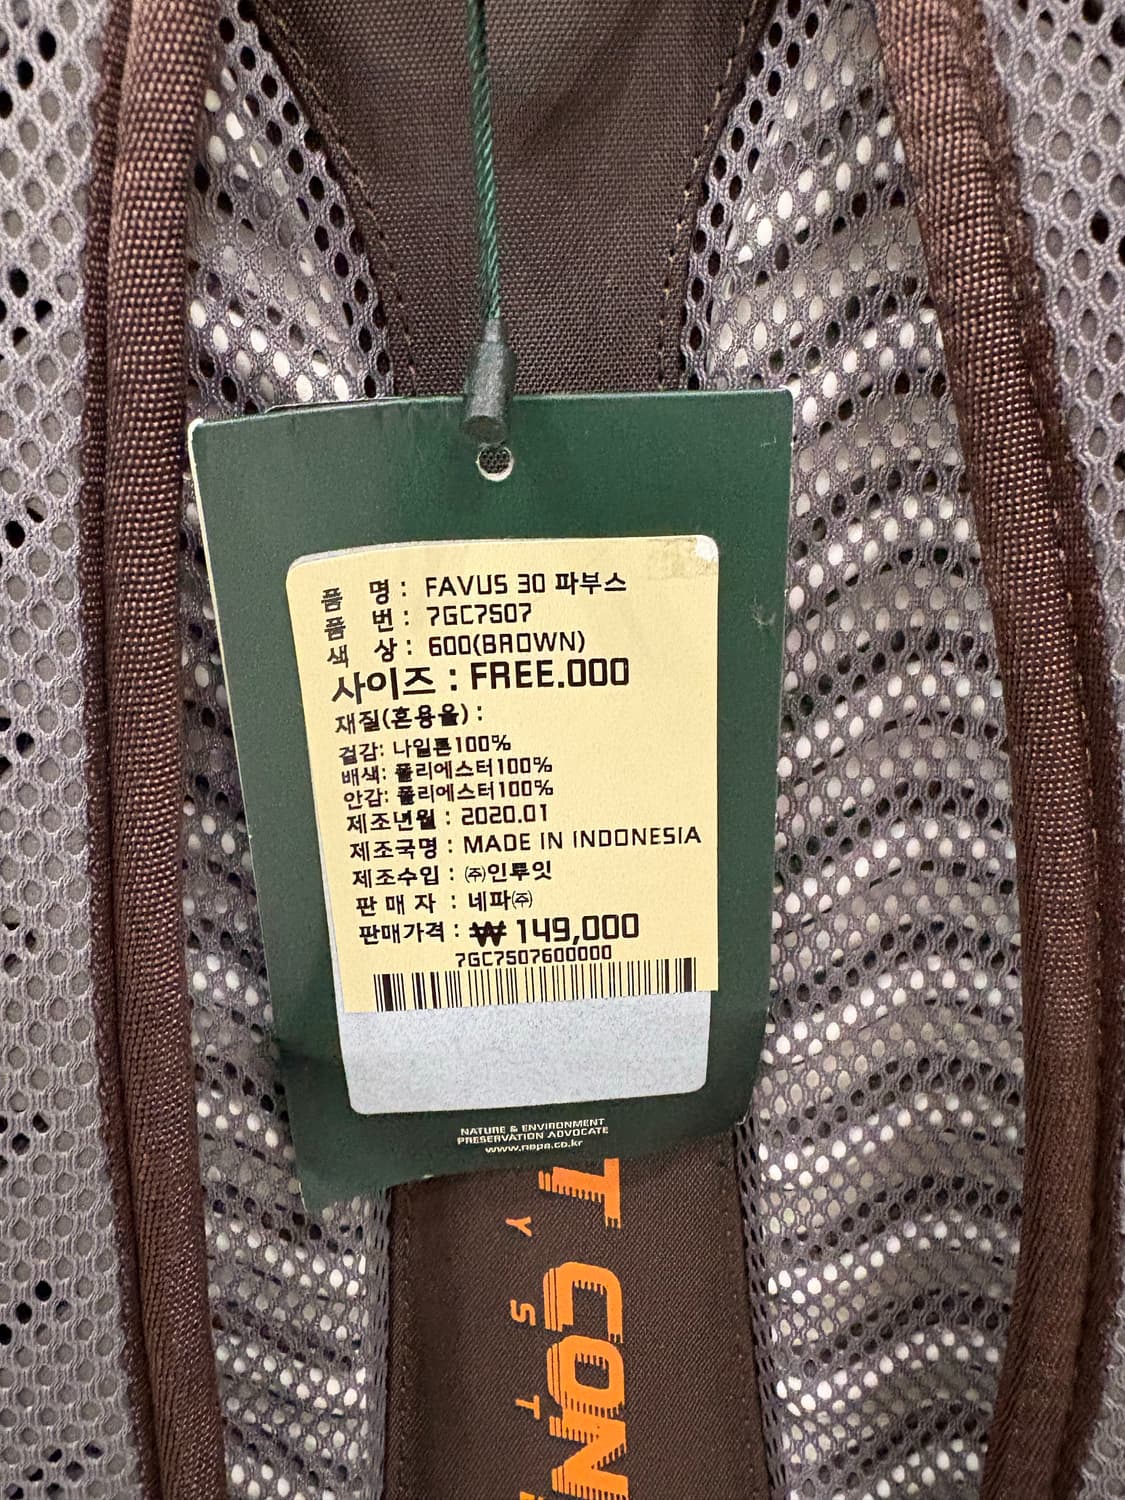 품 명 : FAVUS 30 파부스
품 번 : 7GC7507
색 상 : 600(BROWN)
사이즈 : FREE.000
재질(혼용율) :
겉감: 나일론100%
배색: 폴리에스터100%
안감: 폴리에스터100%
제조년월 : 2020.01
제조국명 : MADE IN INDONESIA
제조수입 : ㈜인투잇
판 매 자 : 네파㈜
판매가격 : ₩ 149,000
7GC7507600000
NATURE & ENVIRONMENT
PRESERVATION ADVOCATE
www.nepa.co.kr
T CON
Y S T